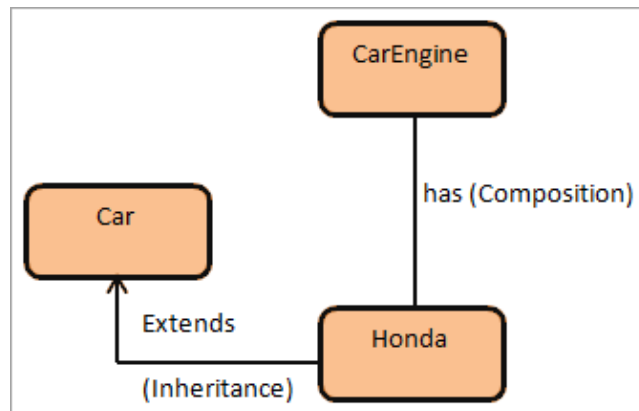 CarEngine
has (Composition)
Car
Extends
Honda
(Inheritance)